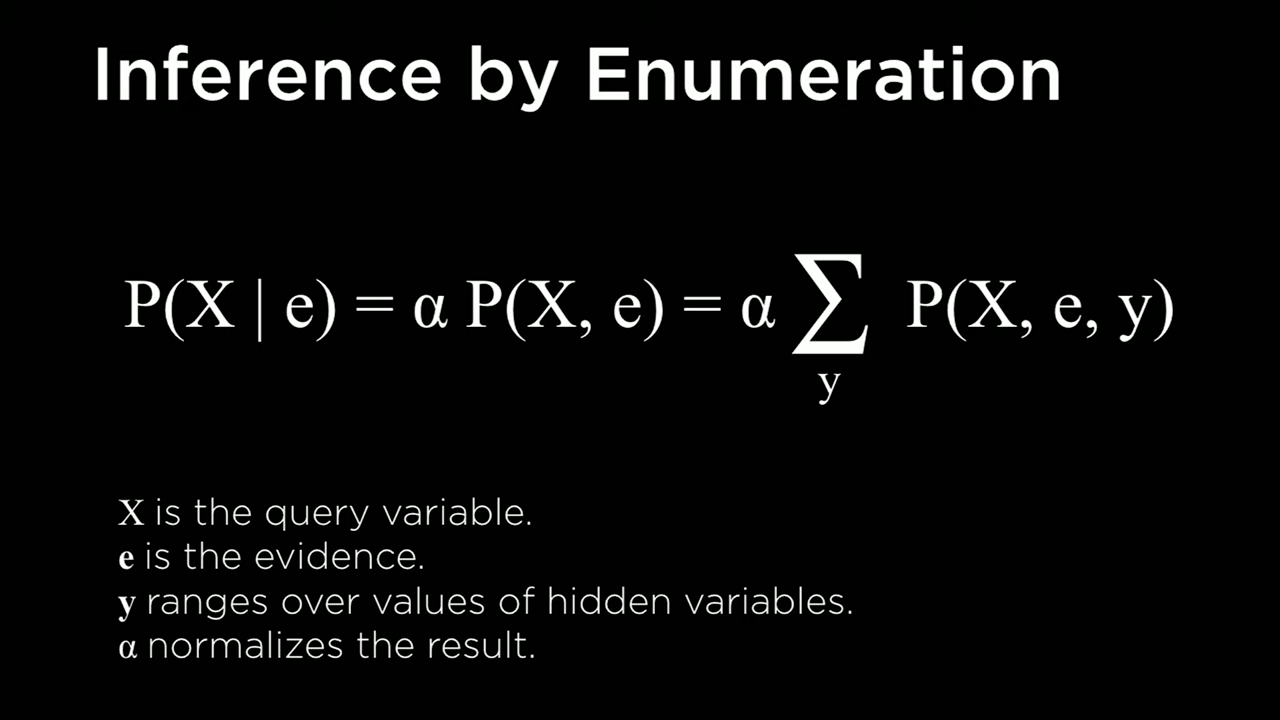 Inference by Enumeration
P(X | e) = α P(X, e) = α ∑ P(X, e, y)
y
X is the query variable.
e is the evidence.
y ranges over values of hidden variables.
α normalizes the result.